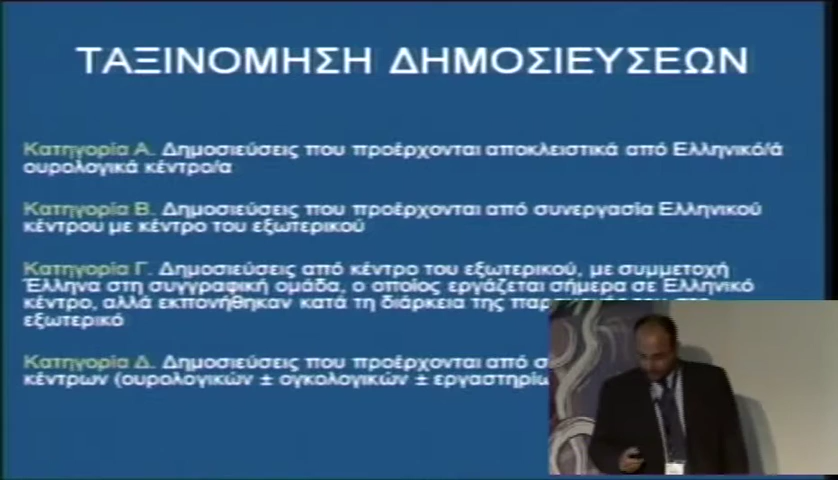 ΤΑΞΙΝΟΜΗΣΗ ΔΗΜΟΣΙΕΥΣΕΩΝ
Κατηγορία Α. Δημοσιεύσεις που προέρχονται αποκλειστικά από Ελληνικό/ά
ουρολογικά κέντρο/α
Κατηγορία Β. Δημοσιεύσεις που προέρχονται από συνεργασία Ελληνικού
κέντρου με κέντρο του εξωτερικού
Κατηγορία Γ. Δημοσιεύσεις από κέντρο του εξωτερικού, με συμμετοχή
Έλληνα στη συγγραφική ομάδα, ο οποίος εργάζεται σήμερα σε Ελληνικό
κέντρο, αλλά εκπονήθηκαν κατά τη διάρκεια της
εξωτερικό
Κατηγορία Δ. Δημοσιεύσεις που προέρχονται από
κέντρων (ουρολογικών ± ογκολογικών ±